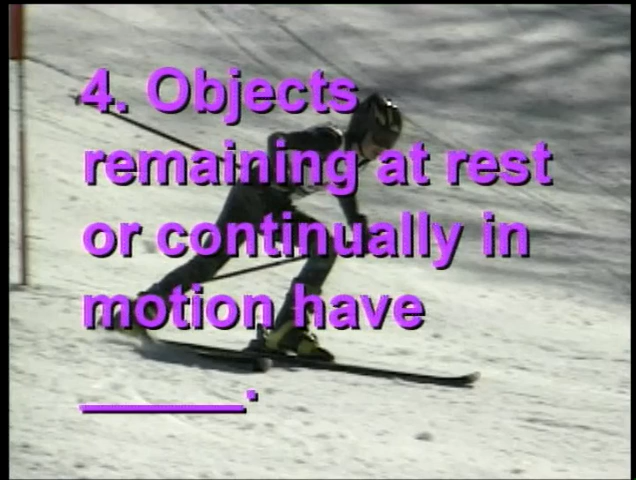 4. Objects
remaining at rest
or continually in
motion have
______.